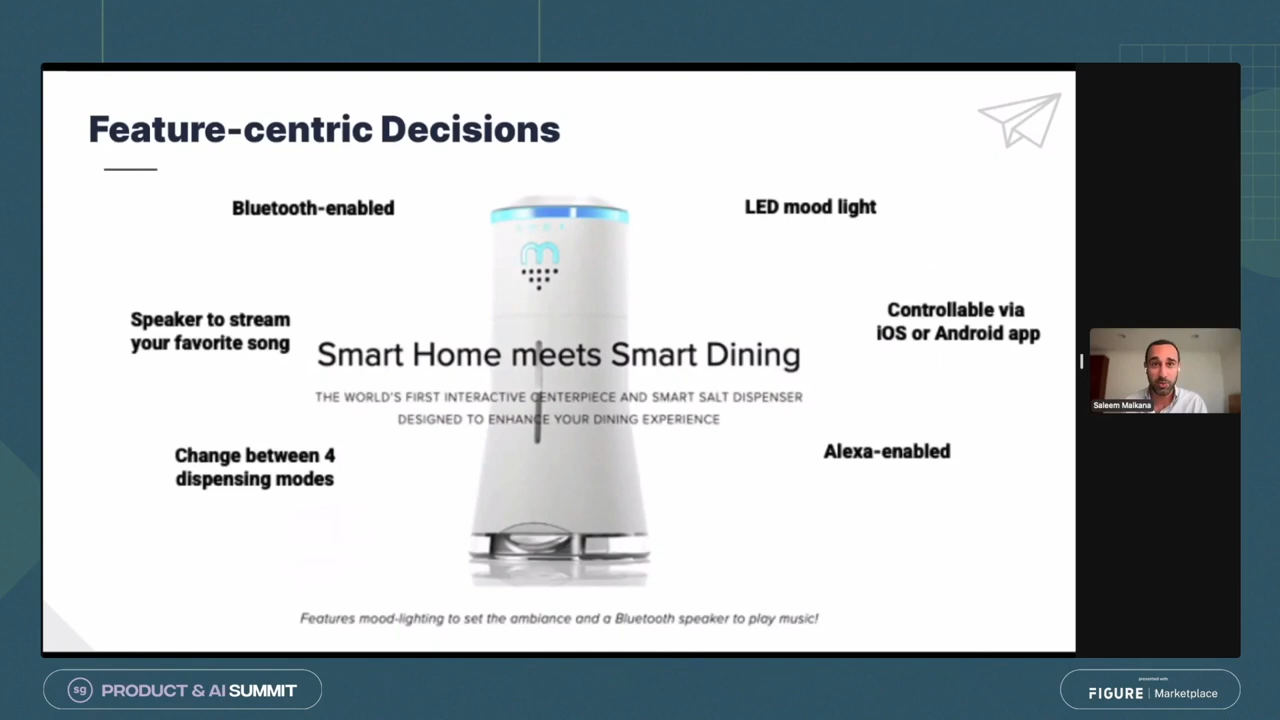 Feature-centric Decisions
Bluetooth-enabled
LED mood light
Speaker to stream
your favorite song
Controllable via
iOS or Android app
Smart Home meets Smart Dining
THE WORLD'S FIRST INTERACTIVE CENTERPIECE AND SMART SALT DISPENSER
DESIGNED TO ENHANCE YOUR DINING EXPERIENCE
Change between 4
dispensing modes
Alexa-enabled
Features mood-lighting to set the ambiance and a Bluetooth speaker to play music!
Saleem Malkana
sg PRODUCT & AI SUMMIT
presented with
FIGURE | Marketplace